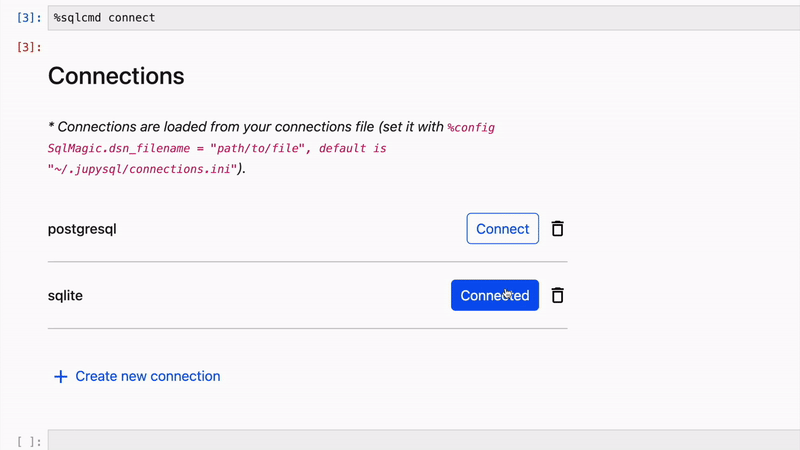 [3]: %sqlcmd connect
[3]:
Connections
* Connections are loaded from your connections file (set it with %config
SqlMagic.dsn_filename = "path/to/file", default is
"~/.jupysql/connections.ini").
postgresql Connect
sqlite Connected
+ Create new connection
[ ]: